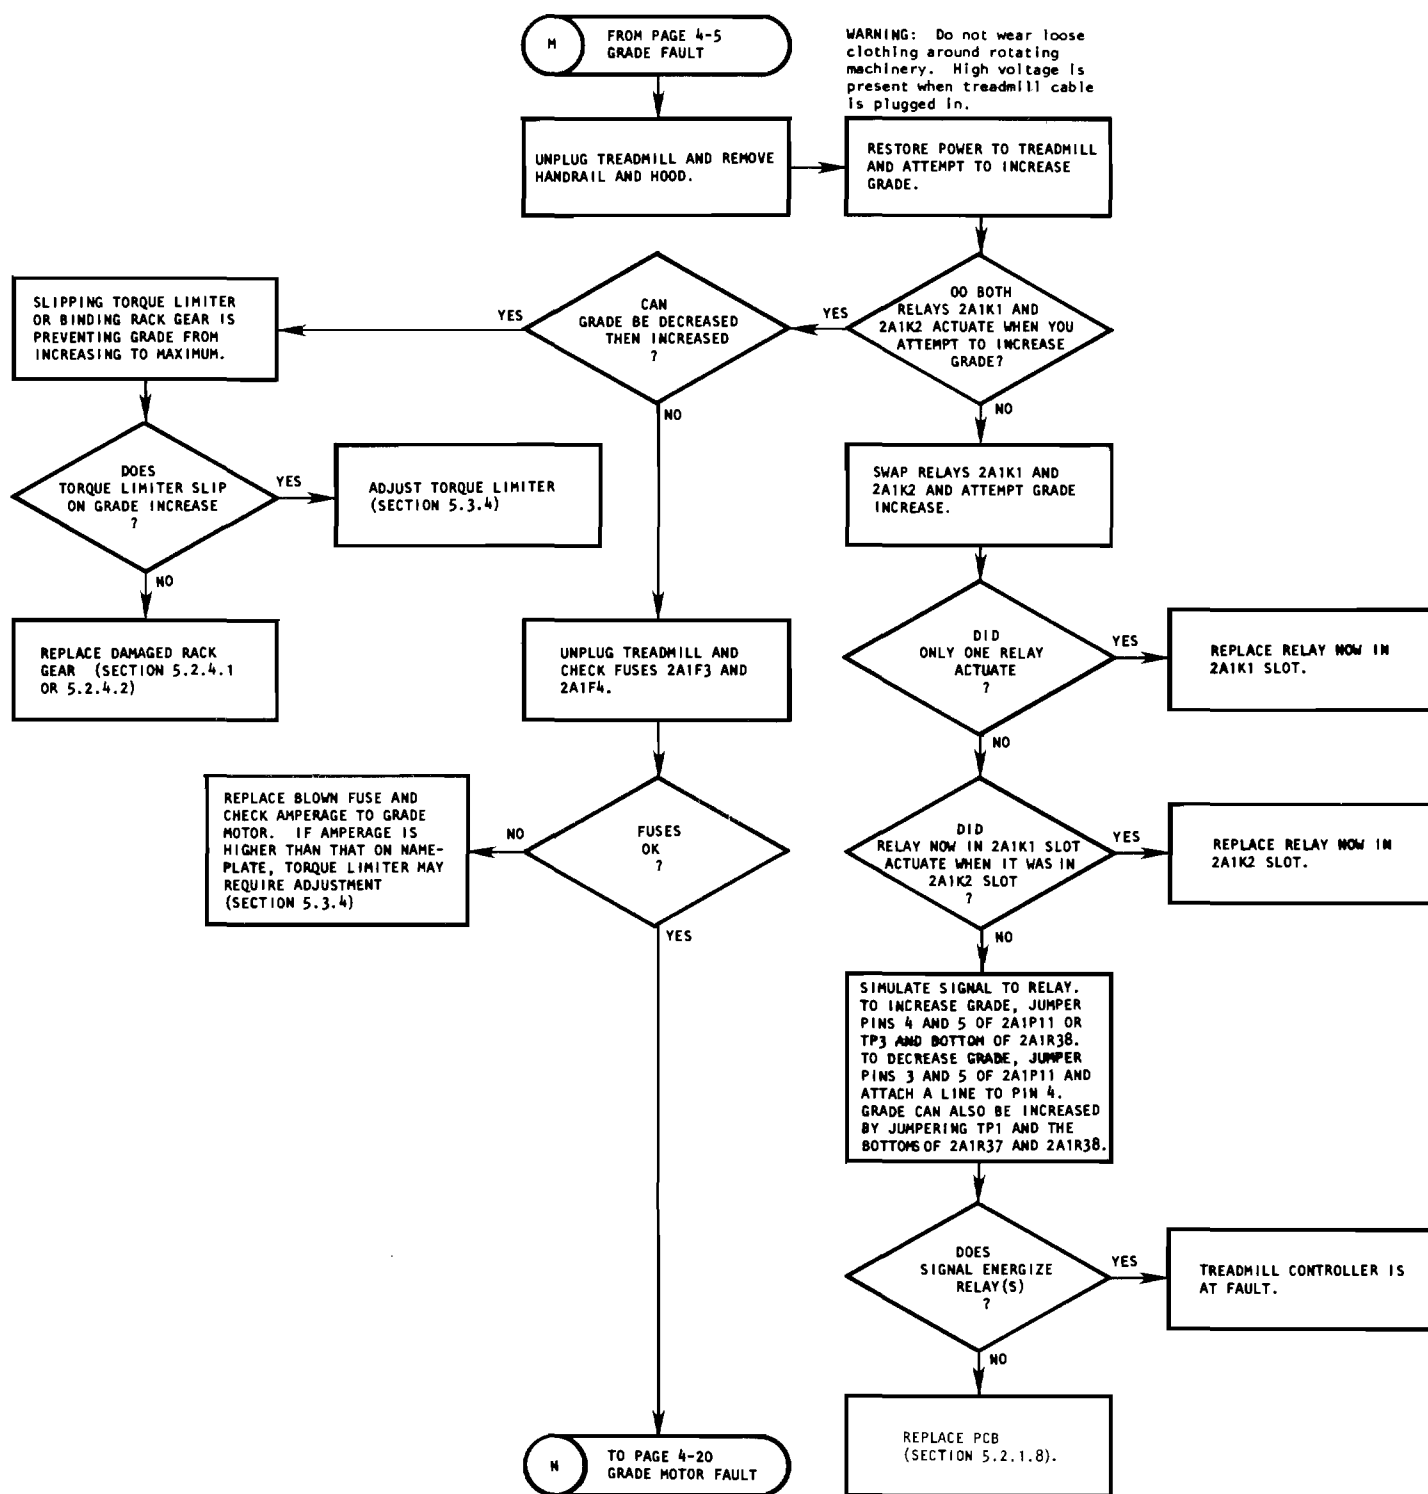 M
FROM PAGE 4-5
GRADE FAULT
WARNING: Do not wear loose
clothing around rotating
machinery. High voltage is
present when treadmill cable
is plugged in.
UNPLUG TREADMILL AND REMOVE
HANDRAIL AND HOOD.
RESTORE POWER TO TREADMILL
AND ATTEMPT TO INCREASE
GRADE.
DO BOTH
RELAYS 2A1K1 AND
2A1K2 ACTUATE WHEN YOU
ATTEMPT TO INCREASE
GRADE?
YES
NO
CAN
GRADE BE DECREASED
THEN INCREASED
?
YES
NO
SLIPPING TORQUE LIMITER
OR BINDING RACK GEAR IS
PREVENTING GRADE FROM
INCREASING TO MAXIMUM.
DOES
TORQUE LIMITER SLIP
ON GRADE INCREASE
?
YES
NO
ADJUST TORQUE LIMITER
(SECTION 5.3.4)
REPLACE DAMAGED RACK
GEAR (SECTION 5.2.4.1
OR 5.2.4.2)
SWAP RELAYS 2A1K1 AND
2A1K2 AND ATTEMPT GRADE
INCREASE.
DID
ONLY ONE RELAY
ACTUATE
?
YES
NO
REPLACE RELAY NOW IN
2A1K1 SLOT.
UNPLUG TREADMILL AND
CHECK FUSES 2A1F3 AND
2A1F4.
FUSES
OK
?
NO
YES
REPLACE BLOWN FUSE AND
CHECK AMPERAGE TO GRADE
MOTOR. IF AMPERAGE IS
HIGHER THAN THAT ON NAME-
PLATE, TORQUE LIMITER MAY
REQUIRE ADJUSTMENT
(SECTION 5.3.4)
DID
RELAY NOW IN 2A1K1 SLOT
ACTUATE WHEN IT WAS IN
2A1K2 SLOT
?
YES
NO
REPLACE RELAY NOW IN
2A1K2 SLOT.
SIMULATE SIGNAL TO RELAY.
TO INCREASE GRADE, JUMPER
PINS 4 AND 5 OF 2A1P11 OR
TP3 AND BOTTOM OF 2A1R38.
TO DECREASE GRADE, JUMPER
PINS 3 AND 5 OF 2A1P11 AND
ATTACH A LINE TO PIN 4.
GRADE CAN ALSO BE INCREASED
BY JUMPERING TP1 AND THE
BOTTOMS OF 2A1R37 AND 2A1R38.
DOES
SIGNAL ENERGIZE
RELAY(S)
?
YES
NO
TREADMILL CONTROLLER IS
AT FAULT.
REPLACE PCB
(SECTION 5.2.1.8).
N
TO PAGE 4-20
GRADE MOTOR FAULT